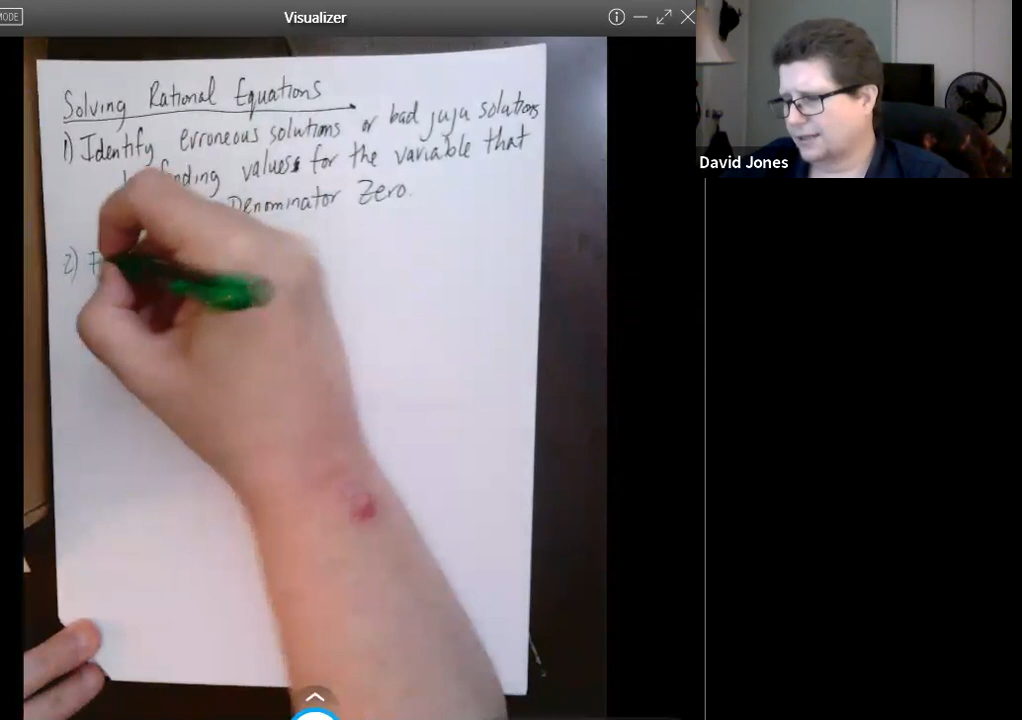 MODE
Visualizer
Solving Rational Equations
1) Identify erroneous solutions or bad juju solutions
finding values for the variable that
Denominator Zero.
2) F
David Jones